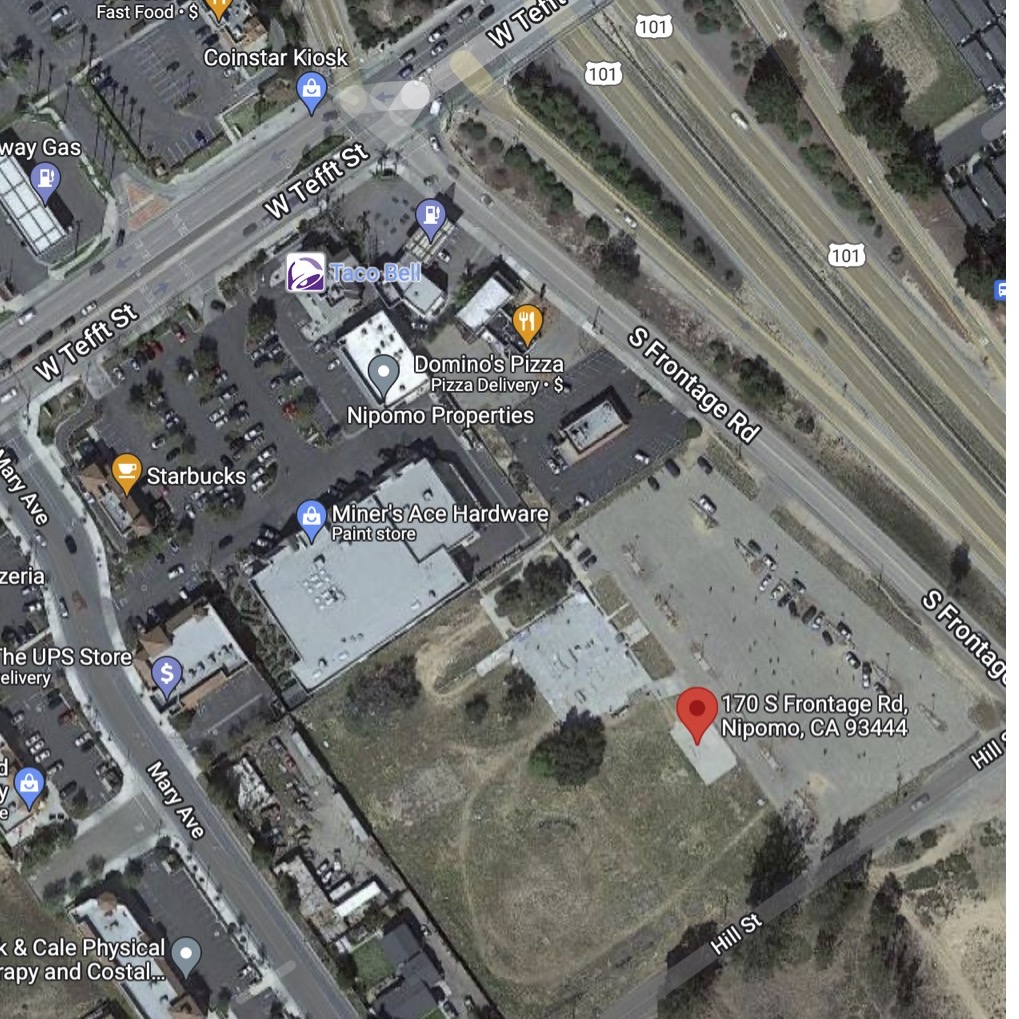 Fast Food • $
101
W Tefft
101
Coinstar Kiosk
way Gas
W Tefft St
101
Taco Bell
W Tefft St
S Frontage Rd
Domino's Pizza
Pizza Delivery • $
Nipomo Properties
Mary Ave
Starbucks
Miner's Ace Hardware
Paint store
zeria
S Frontage
The UPS Store
elivery
$
170 S Frontage Rd,
Nipomo, CA 93444
Hill S
d
y
e
Mary Ave
Hill St
k & Cale Physical
rapy and Costal...